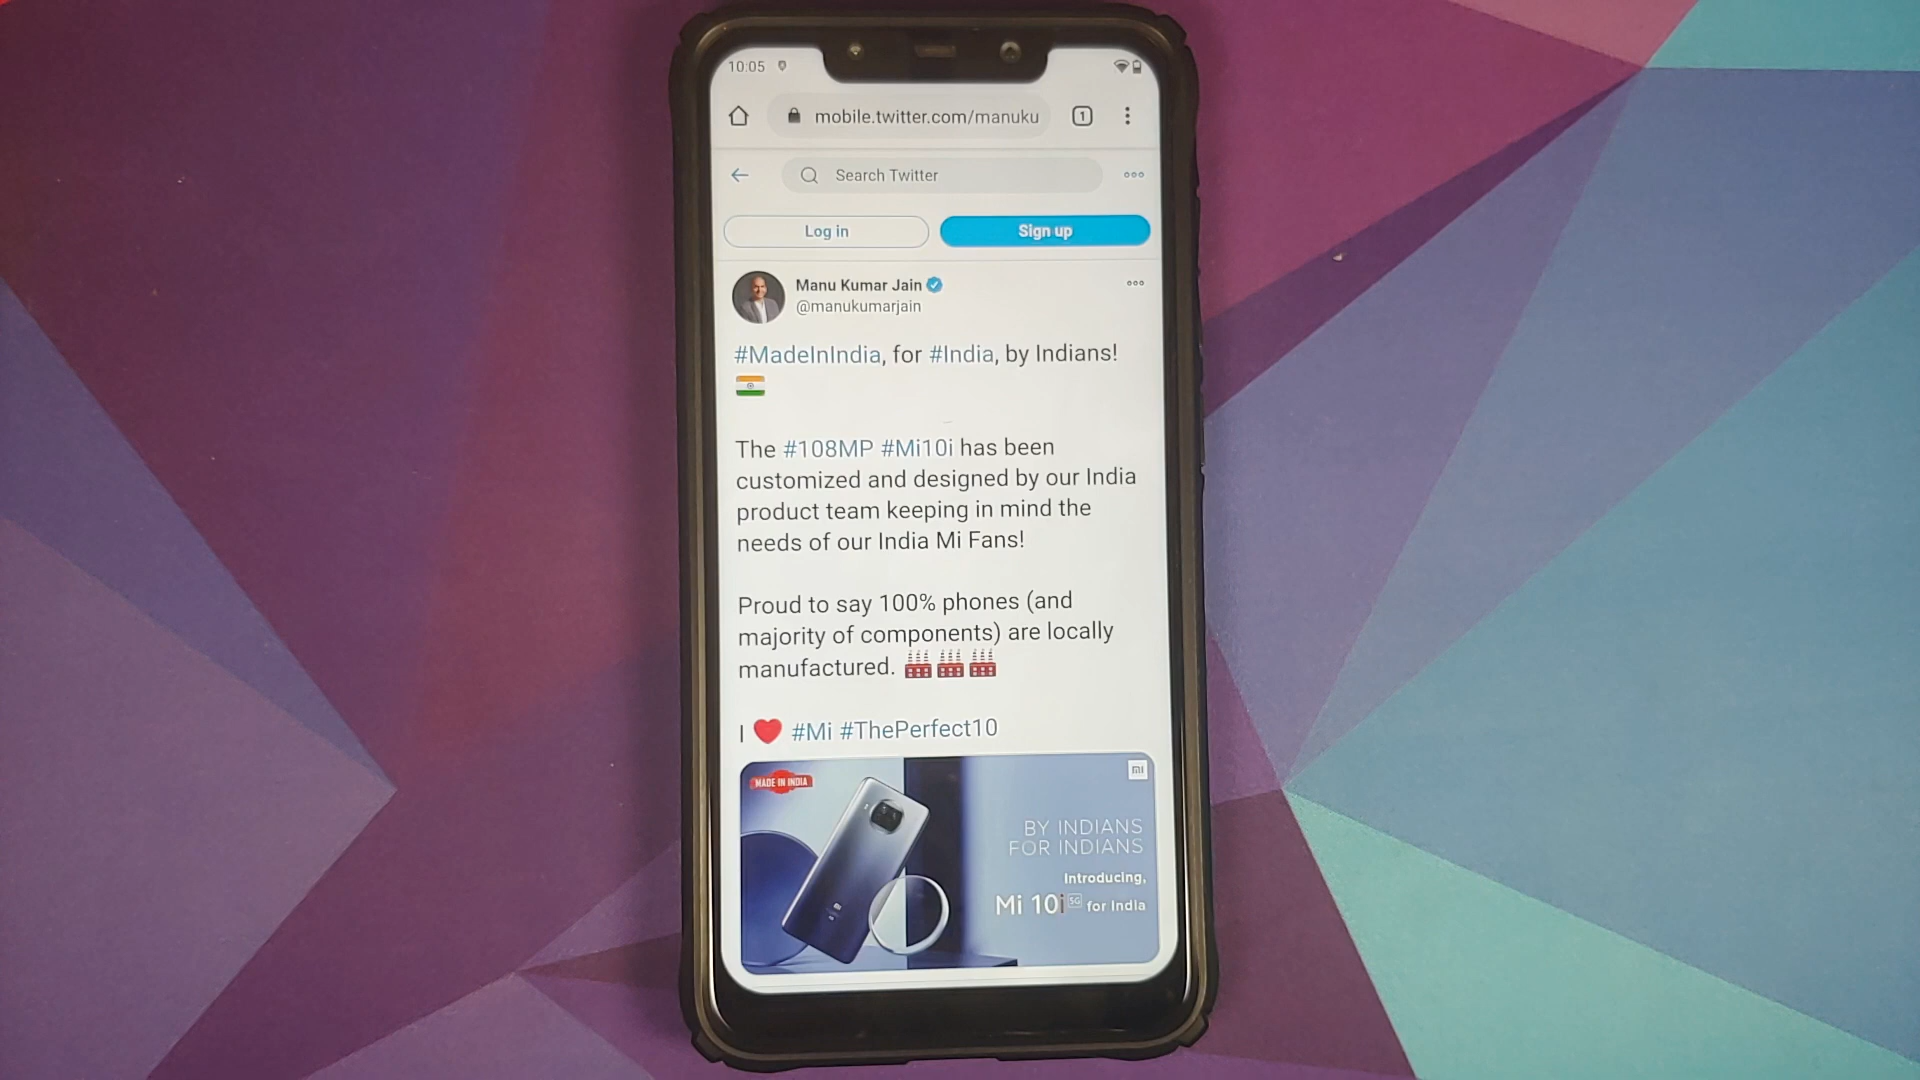 10:05
mobile.twitter.com/manuku
1
Search Twitter
Log in
Sign up
Manu Kumar Jain
@manukumarjain
#MadeInIndia, for #India, by Indians!
The #108MP #Mi10i has been
customized and designed by our India
product team keeping in mind the
needs of our India Mi Fans!
Proud to say 100% phones (and
majority of components) are locally
manufactured.
I ❤ #Mi #ThePerfect10
MADE IN INDIA
mi
BY INDIANS
FOR INDIANS
Introducing,
Mi 10i 5G for India